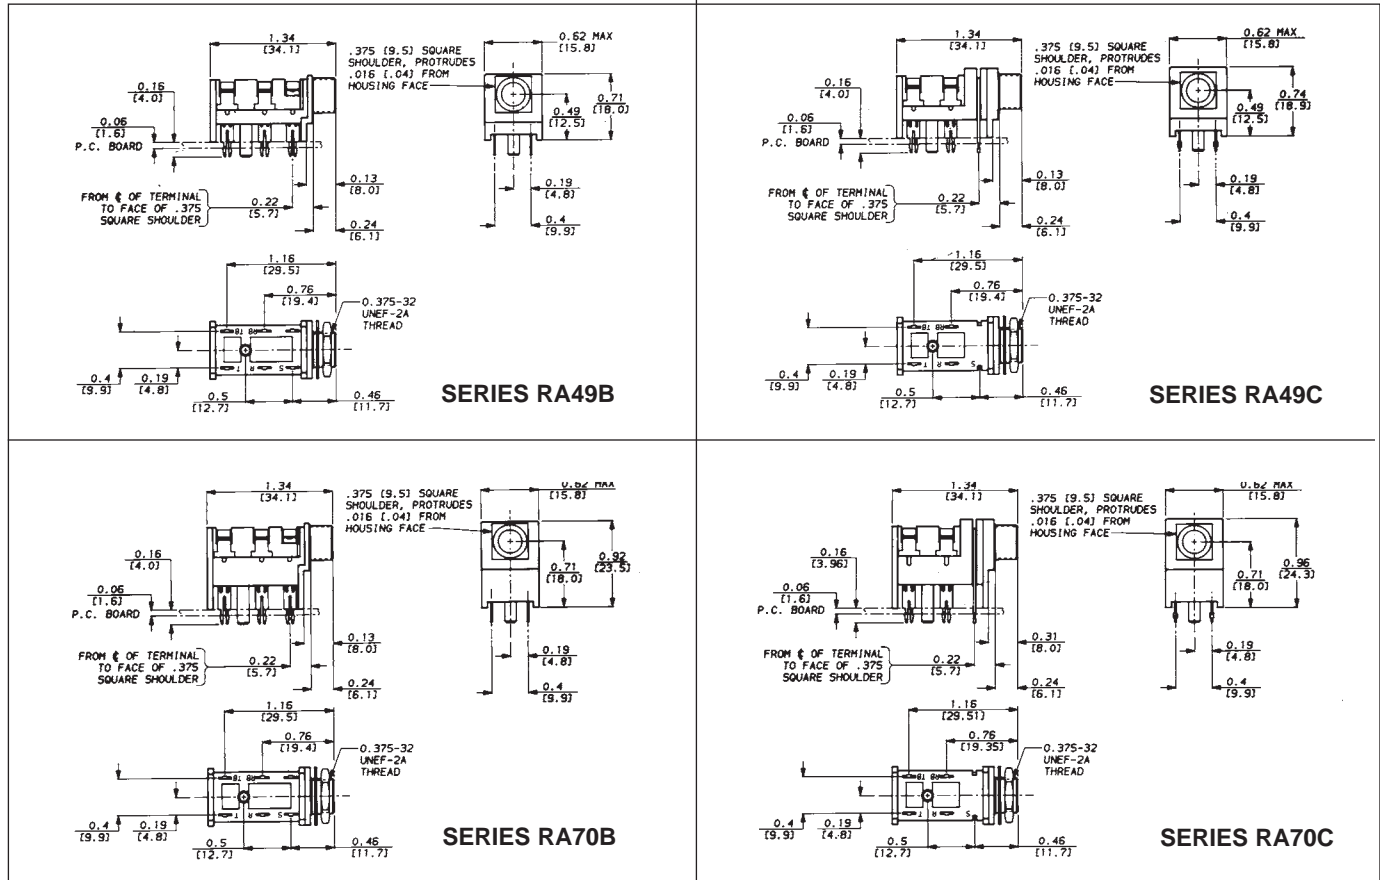 1.34
[34.1]
.375 [9.5] SQUARE
SHOULDER, PROTRUDES
.016 [.04] FROM
HOUSING FACE
0.62 MAX
[15.8]
0.16
[4.0]
0.71
[18.0]
0.49
[12.5]
0.06
[1.6]
P.C. BOARD
0.13
[8.0]
0.19
[4.8]
FROM ℄ OF TERMINAL
TO FACE OF .375
SQUARE SHOULDER
0.22
[5.7]
0.4
[9.9]
0.24
[6.1]
1.16
[29.5]
0.76
[19.4]
0.375-32
UNEF-2A
THREAD
TB RB
T R S
0.4
[9.9]
0.19
[4.8]
0.5
[12.7]
0.46
[11.7]
SERIES RA49B
1.34
[34.1]
.375 [9.5] SQUARE
SHOULDER, PROTRUDES
.016 [.04] FROM
HOUSING FACE
0.62 MAX
[15.8]
0.16
[4.0]
0.74
[18.9]
0.49
[12.5]
0.06
[1.6]
P.C. BOARD
0.13
[8.0]
0.19
[4.8]
FROM ℄ OF TERMINAL
TO FACE OF .375
SQUARE SHOULDER
0.22
[5.7]
0.4
[9.9]
0.24
[6.1]
1.16
[29.5]
0.76
[19.4]
0.375-32
UNEF-2A
THREAD
TB RB
T R S
0.4
[9.9]
0.19
[4.8]
0.5
[12.7]
0.46
[11.7]
SERIES RA49C
1.34
[34.1]
.375 [9.5] SQUARE
SHOULDER, PROTRUDES
.016 [.04] FROM
HOUSING FACE
0.62 MAX
[15.8]
0.16
[4.0]
0.92
[23.5]
0.71
[18.0]
0.06
[1.6]
P.C. BOARD
0.13
[8.0]
0.19
[4.8]
FROM ℄ OF TERMINAL
TO FACE OF .375
SQUARE SHOULDER
0.22
[5.7]
0.4
[9.9]
0.24
[6.1]
1.16
[29.5]
0.76
[19.4]
0.375-32
UNEF-2A
THREAD
TB RB
T R S
0.4
[9.9]
0.19
[4.8]
0.5
[12.7]
0.46
[11.7]
SERIES RA70B
1.34
[34.1]
.375 [9.5] SQUARE
SHOULDER, PROTRUDES
.016 [.04] FROM
HOUSING FACE
0.62 MAX
[15.8]
0.16
[3.96]
0.96
[24.3]
0.71
[18.0]
0.06
[1.6]
P.C. BOARD
0.31
[8.0]
0.19
[4.8]
FROM ℄ OF TERMINAL
TO FACE OF .375
SQUARE SHOULDER
0.22
[5.7]
0.4
[9.9]
0.24
[6.1]
1.16
[29.51]
0.76
[19.35]
0.375-32
UNEF-2A
THREAD
TB RB
T R S
0.4
[9.9]
0.19
[4.8]
0.5
[12.7]
0.46
[11.7]
SERIES RA70C